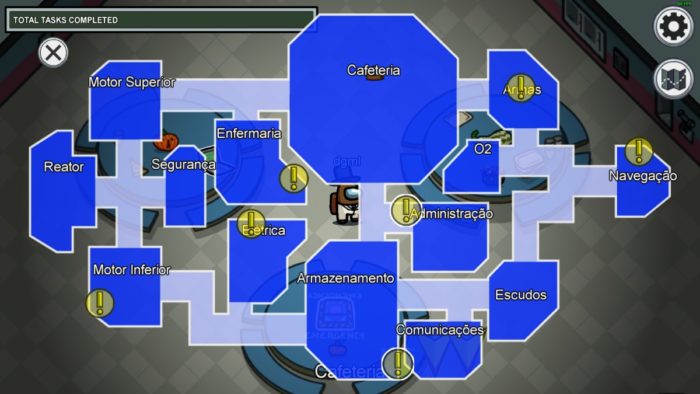 TOTAL TASKS COMPLETED
Cafeteria
Motor Superior
Armas
Enfermaria
O2
Segurança
Reator
Navegação
Administração
Elétrica
Motor Inferior
Armazenamento
Escudos
EMERGENCY
Comunicações
Cafeteria